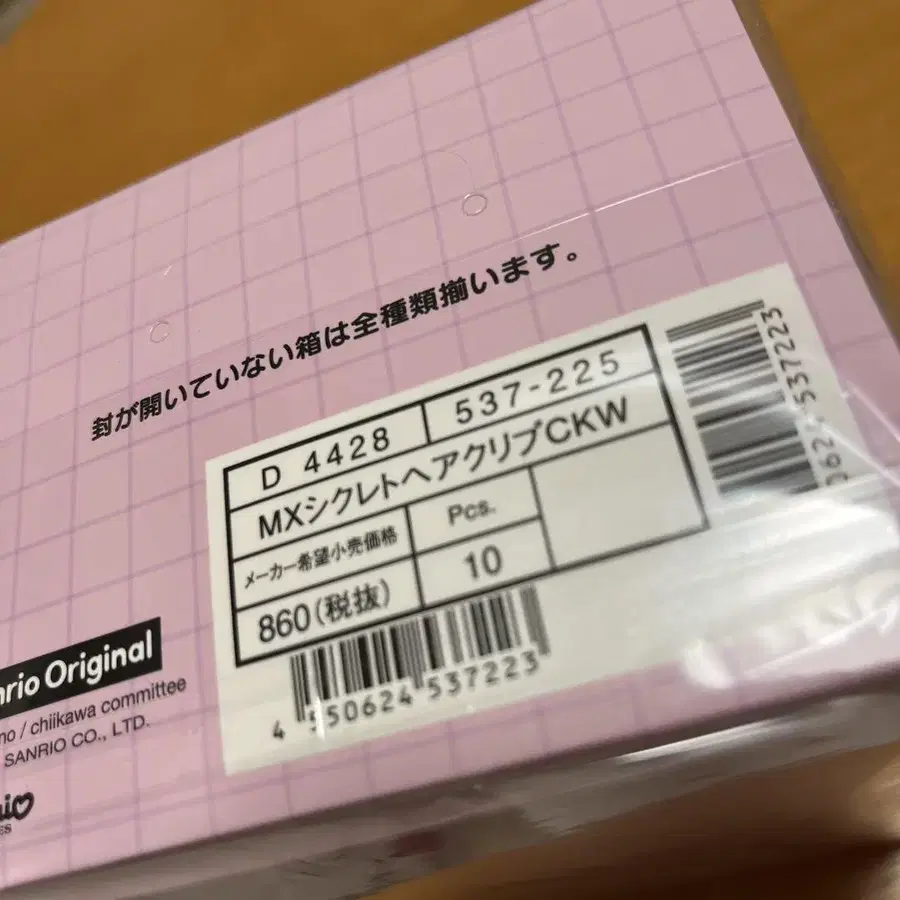 封が開いていない箱は全種類揃います。
D 4428
537-225
MXシクレトヘアクリプCKW
メーカー希望小売価格
Pcs.
860(税抜)
10
4 550624 537223
0624 537223
nrio Original
no / chiikawa committee
SANRIO CO., LTD.